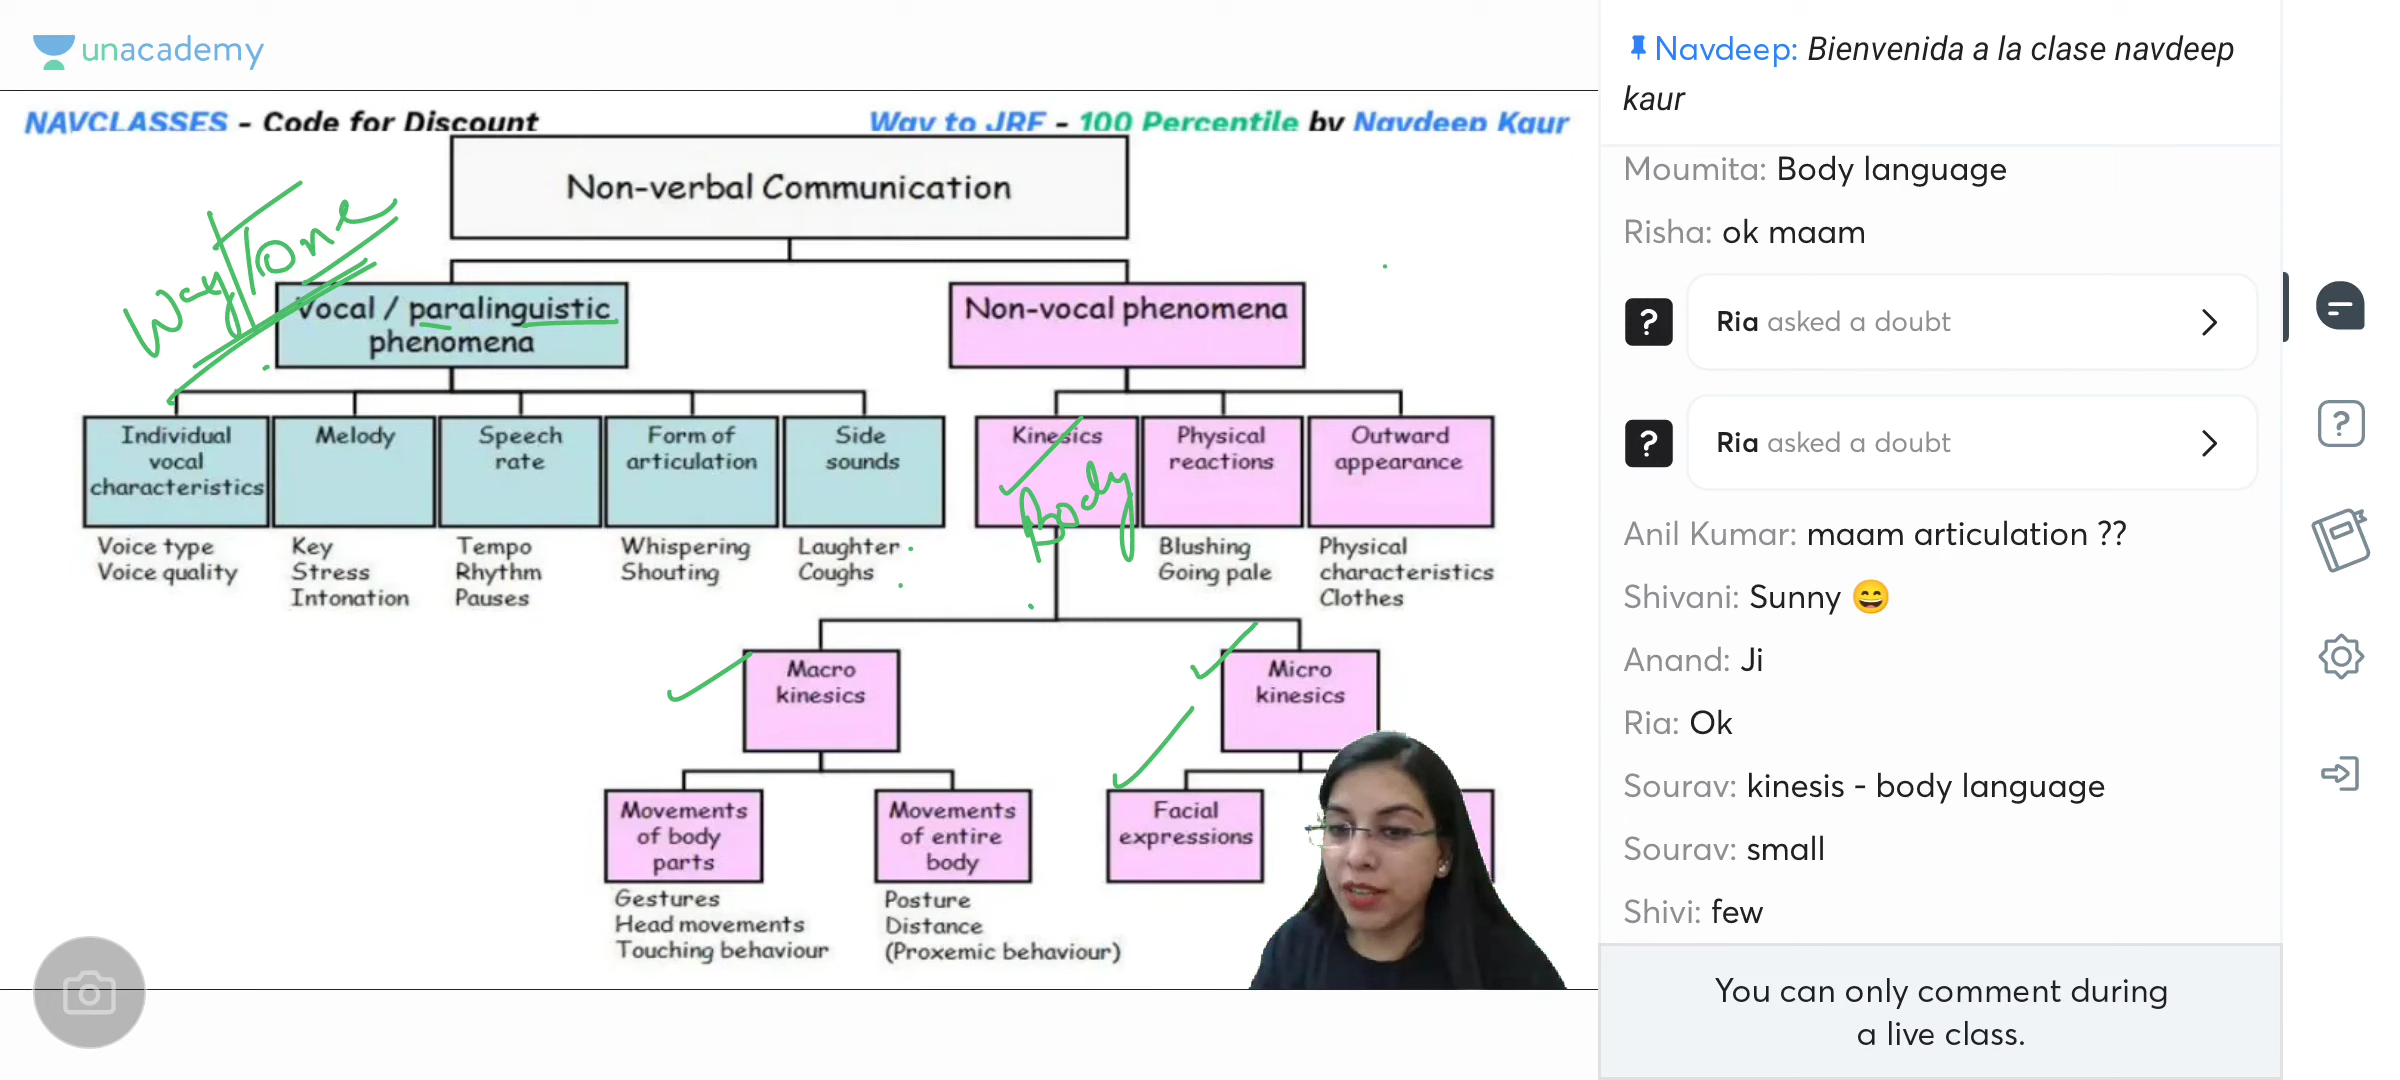 unacademy
NAVCLASSES - Code for Discount
Way to JRF - 100 Percentile by Navdeep Kaur
Non-verbal Communication
Way/Tone
Vocal / paralinguistic
phenomena
Non-vocal phenomena
Individual
vocal
characteristics
Melody
Speech
rate
Form of
articulation
Side
sounds
Kinesics
Body
Physical
reactions
Outward
appearance
Voice type
Voice quality
Key
Stress
Intonation
Tempo
Rhythm
Pauses
Whispering
Shouting
Laughter
Coughs
Blushing
Going pale
Physical
characteristics
Clothes
Macro
kinesics
Micro
kinesics
Movements
of body
parts
Movements
of entire
body
Facial
expressions
Gestures
Head movements
Touching behaviour
Posture
Distance
(Proxemic behaviour)
Navdeep: Bienvenida a la clase navdeep
kaur
Moumita: Body language
Risha: ok maam
? Ria asked a doubt
? Ria asked a doubt
Anil Kumar: maam articulation ??
Shivani: Sunny 😄
Anand: Ji
Ria: Ok
Sourav: kinesis - body language
Sourav: small
Shivi: few
You can only comment during
a live class.
?